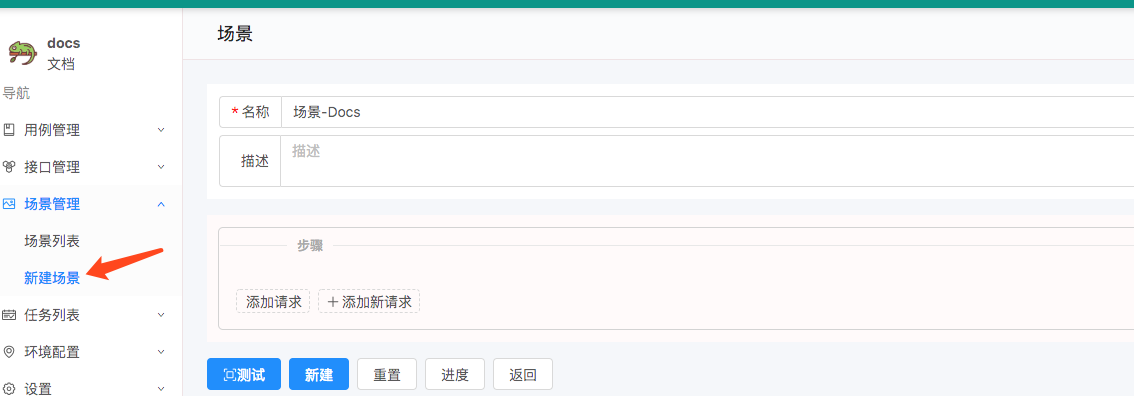 docs
文档
导航
用例管理
接口管理
场景管理
场景列表
新建场景
任务列表
环境配置
设置
场景
* 名称 场景-Docs
描述 描述
步骤
添加请求 + 添加新请求
测试 新建 重置 进度 返回